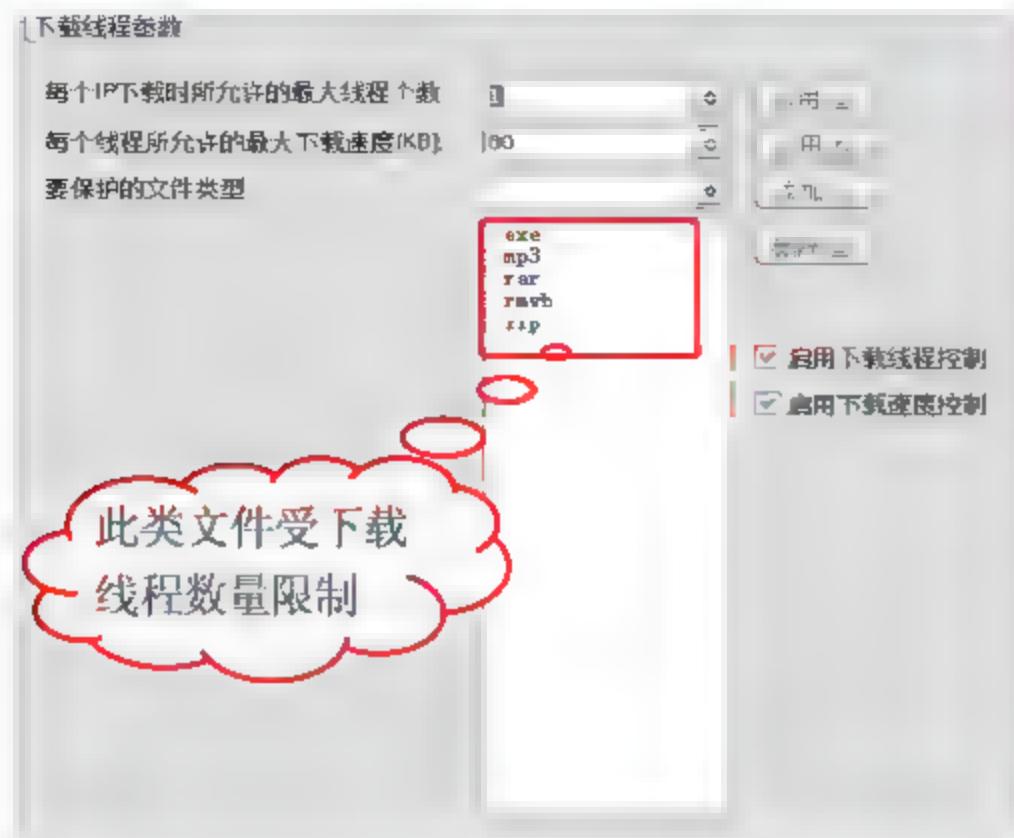 下载线程参数
每个IP下载时所允许的最大线程个数
每个线程所允许的最大下载速度(KB)
要保护的文件类型
exe
mp3
rar
rmvb
zip
启用下载线程控制
启用下载速度控制
此类文件受下载
线程数量限制